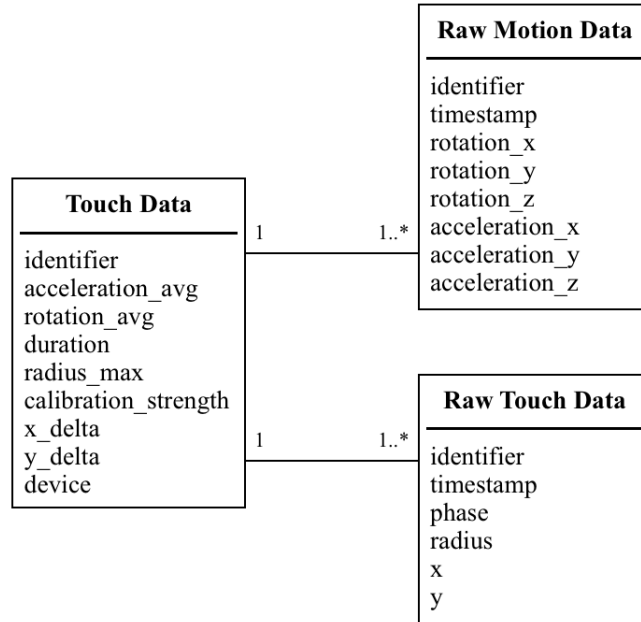 Raw Motion Data
identifier
timestamp
rotation_x
rotation_y
rotation_z
acceleration_x
acceleration_y
acceleration_z
Touch Data
identifier
acceleration_avg
rotation_avg
duration
radius_max
calibration_strength
x_delta
y_delta
device
1
1..*
1
1..*
Raw Touch Data
identifier
timestamp
phase
radius
x
y